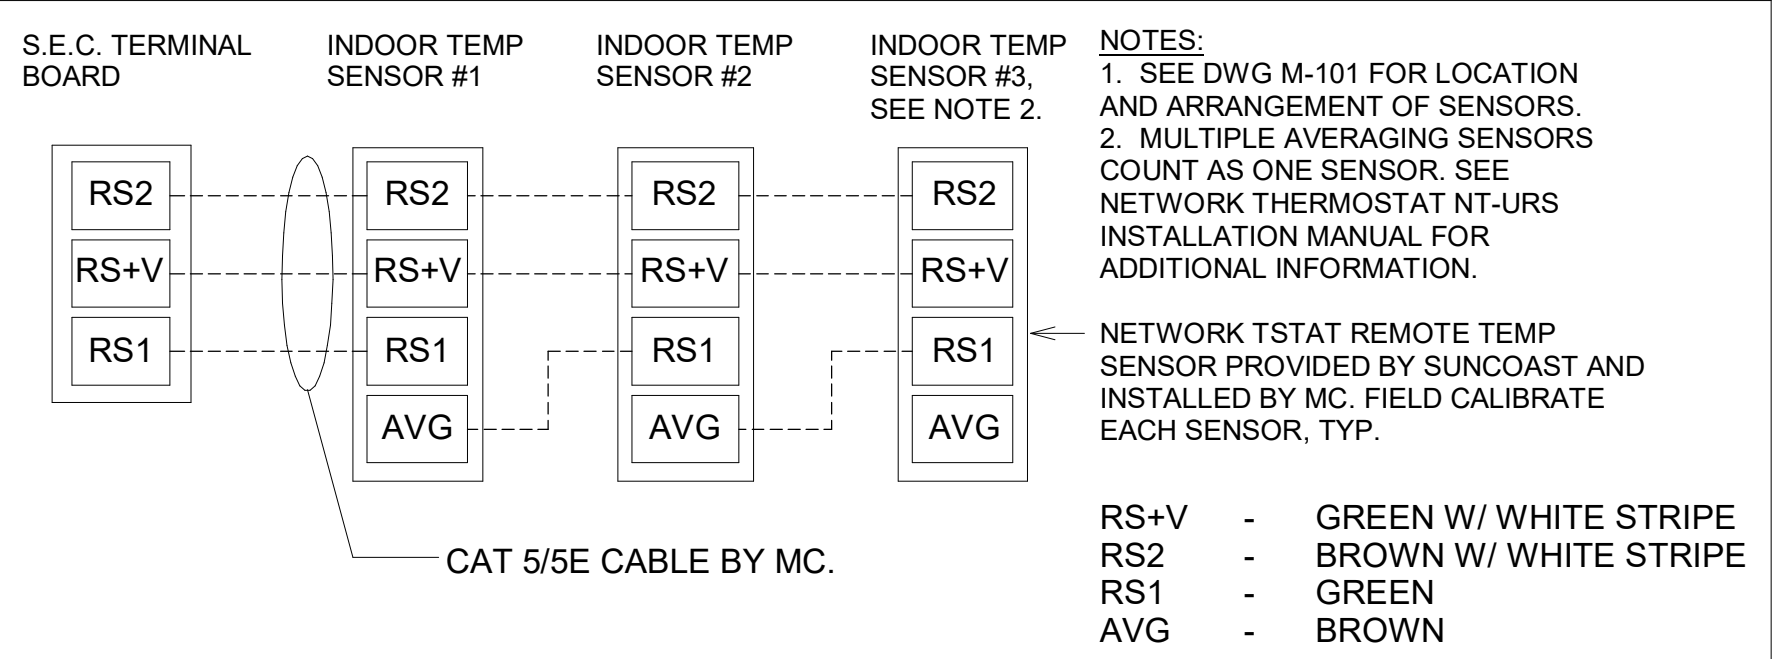 S.E.C. TERMINAL
BOARD
INDOOR TEMP
SENSOR #1
INDOOR TEMP
SENSOR #2
INDOOR TEMP
SENSOR #3,
SEE NOTE 2.
RS2
RS+V
RS1
RS2
RS+V
RS1
AVG
RS2
RS+V
RS1
AVG
RS2
RS+V
RS1
AVG
CAT 5/5E CABLE BY MC.
NOTES:
1. SEE DWG M-101 FOR LOCATION
AND ARRANGEMENT OF SENSORS.
2. MULTIPLE AVERAGING SENSORS
COUNT AS ONE SENSOR. SEE
NETWORK THERMOSTAT NT-URS
INSTALLATION MANUAL FOR
ADDITIONAL INFORMATION.
NETWORK TSTAT REMOTE TEMP
SENSOR PROVIDED BY SUNCOAST AND
INSTALLED BY MC. FIELD CALIBRATE
EACH SENSOR, TYP.
RS+V - GREEN W/ WHITE STRIPE
RS2 - BROWN W/ WHITE STRIPE
RS1 - GREEN
AVG - BROWN